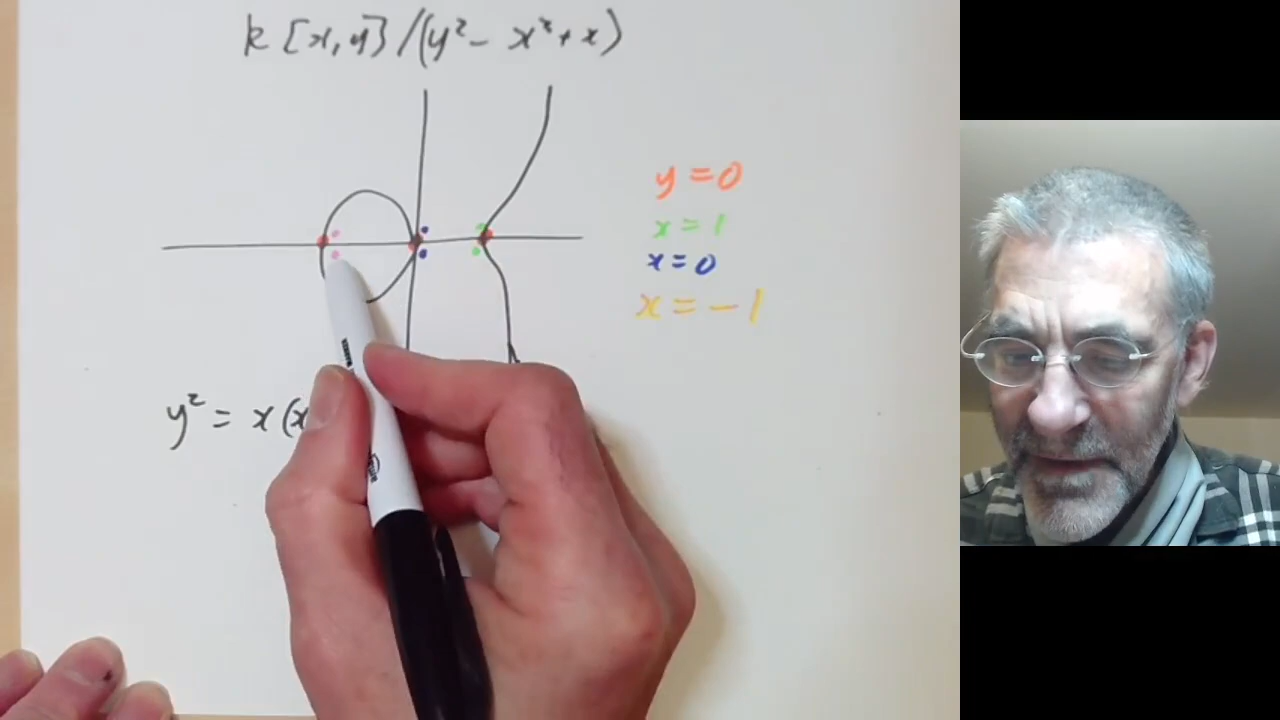 k[x,y]/(y² - x³+x)
y = 0
x = 1
x = 0
x = -1
y² = x(x